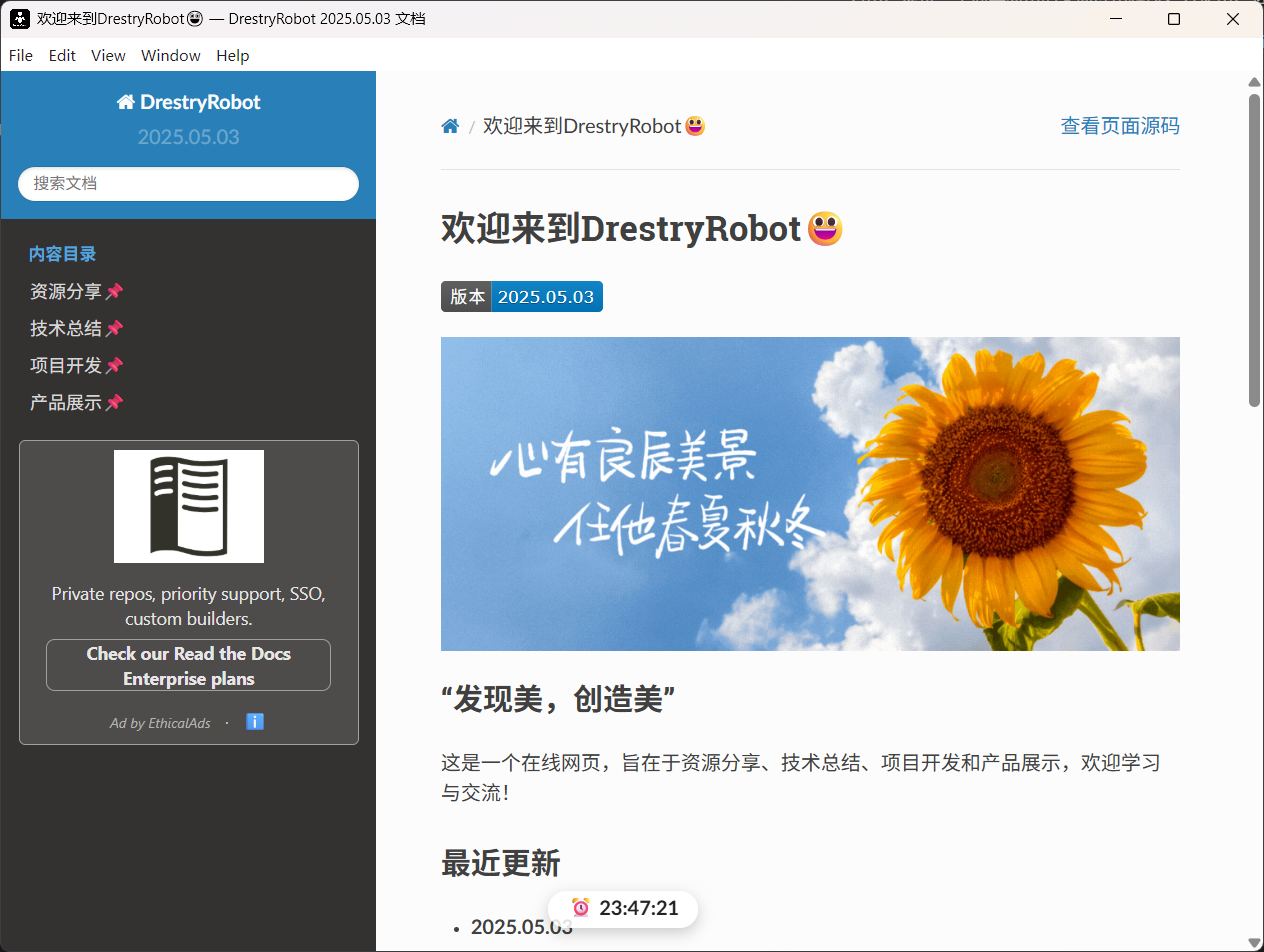 欢迎来到DrestryRobot😀 — DrestryRobot 2025.05.03 文档
File Edit View Window Help
DrestryRobot
2025.05.03
搜索文档
内容目录
资源分享📌
技术总结📌
项目开发📌
产品展示📌
Private repos, priority support, SSO,
custom builders.
Check our Read the Docs
Enterprise plans
Ad by EthicalAds · ℹ️
/ 欢迎来到DrestryRobot😀
查看页面源码
欢迎来到DrestryRobot😀
版本 2025.05.03
心有良辰美景
任他春夏秋冬
“发现美，创造美”
这是一个在线网页，旨在于资源分享、技术总结、项目开发和产品展示，欢迎学习
与交流！
最近更新
• 2025.05.03
⏰ 23:47:21